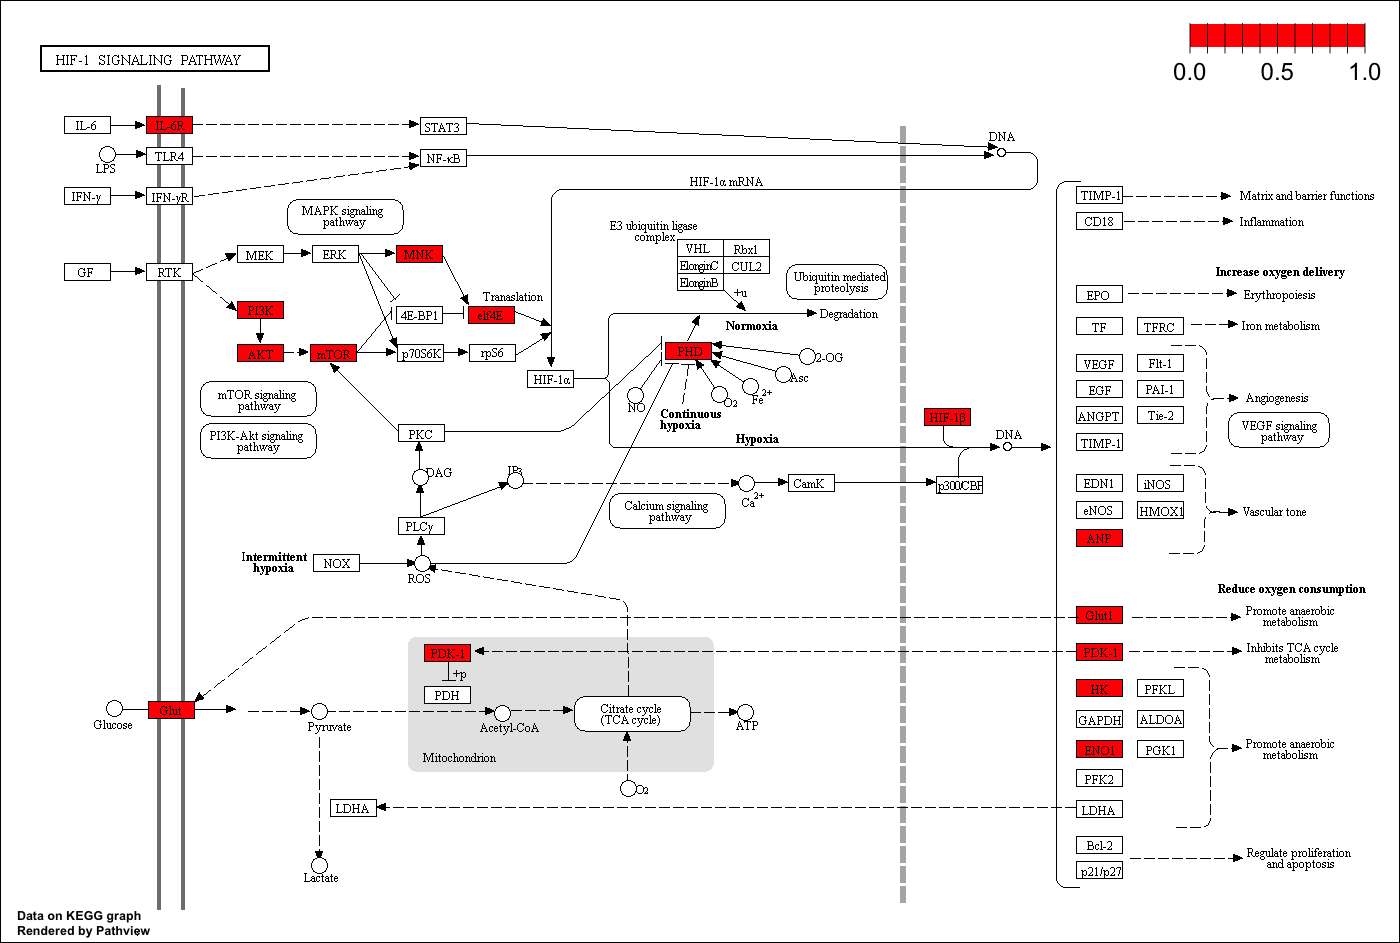 HIF-1 SIGNALING PATHWAY
0.0 0.5 1.0
IL-6
IL-6R
STAT3
DNA
LPS
TLR4
NF-κB
HIF-1α mRNA
IFN-γ
IFN-γR
MAPK signaling
pathway
E3 ubiquitin ligase
complex
VHL
Rbx1
ElonginC
CUL2
ElonginB
+u
Ubiquitin mediated
proteolysis
GF
RTK
MEK
ERK
MNK
Translation
PI3K
4E-BP1
eIf4E
Degradation
Normoxia
AKT
mTOR
p70S6K
rpS6
PHD
2-OG
Asc
Fe2+
O2
NO
HIF-1α
Continuous
hypoxia
Hypoxia
mTOR signaling
pathway
PI3K-Akt signaling
pathway
PKC
DAG
IP3
HIF-1β
DNA
p300/CBP
Ca2+
CamK
Calcium signaling
pathway
PLCγ
Intermittent
hypoxia
NOX
ROS
TIMP-1
Matrix and barrier functions
CD18
Inflammation
Increase oxygen delivery
EPO
Erythropoiesis
TF
TFRC
Iron metabolism
VEGF
Flt-1
EGF
PAI-1
Angiogenesis
ANGPT
Tie-2
VEGF signaling
pathway
TIMP-1
EDN1
iNOS
eNOS
HMOX1
Vascular tone
ANP
Reduce oxygen consumption
Glut1
Promote anaerobic
metabolism
PDK-1
Inhibits TCA cycle
metabolism
HK
PFKL
GAPDH
ALDOA
ENO1
PGK1
Promote anaerobic
metabolism
PFK2
LDHA
Bcl-2
p21/p27
Regulate proliferation
and apoptosis
PDK-1
+p
PDH
Glucose
Glut
Pyruvate
Acetyl-CoA
Citrate cycle
(TCA cycle)
ATP
Mitochondrion
O2
LDHA
Lactate
Data on KEGG graph
Rendered by Pathview